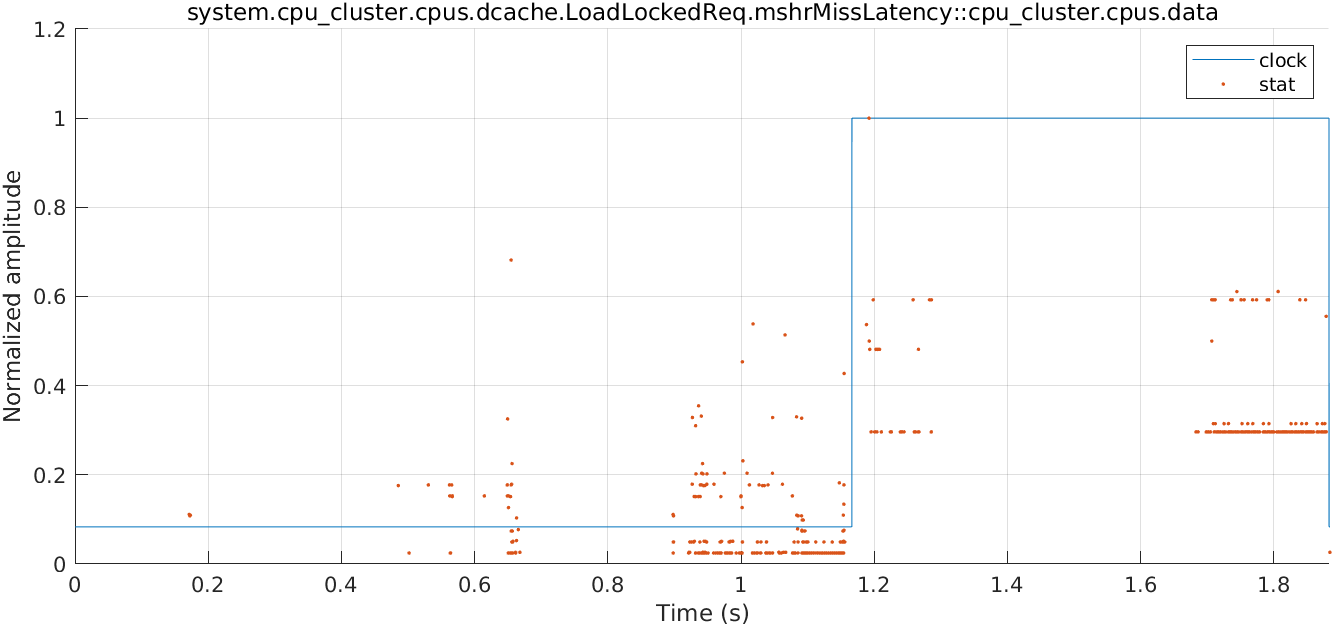 system.cpu_cluster.cpus.dcache.LoadLockedReq.mshrMissLatency::cpu_cluster.cpus.data
1.2
1
0.8
0.6
0.4
0.2
0
Normalized amplitude
clock
stat
0 0.2 0.4 0.6 0.8 1 1.2 1.4 1.6 1.8
Time (s)